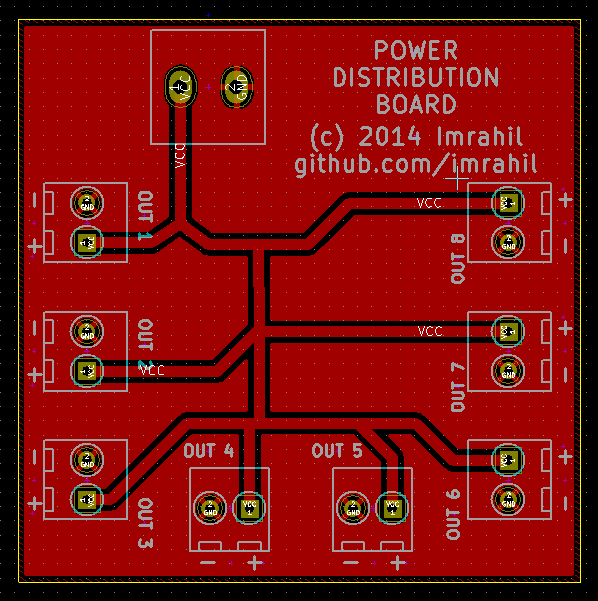 POWER
DISTRIBUTION
BOARD
(c) 2014 Imrahil
github.com/imrahil
1 VCC
2 GND
VCC
- 2 GND
+ 1 VCC
OUT 1
VCC
1 VCC +
2 GND -
OUT 8
- 2 GND
+ 1 VCC
OUT 2
VCC
VCC
1 VCC +
2 GND -
OUT 7
- 2 GND
+ 1 VCC
OUT 3
OUT 4
2 GND
VCC 1
- +
OUT 5
2 GND
VCC 1
- +
1 VCC +
2 GND -
OUT 6